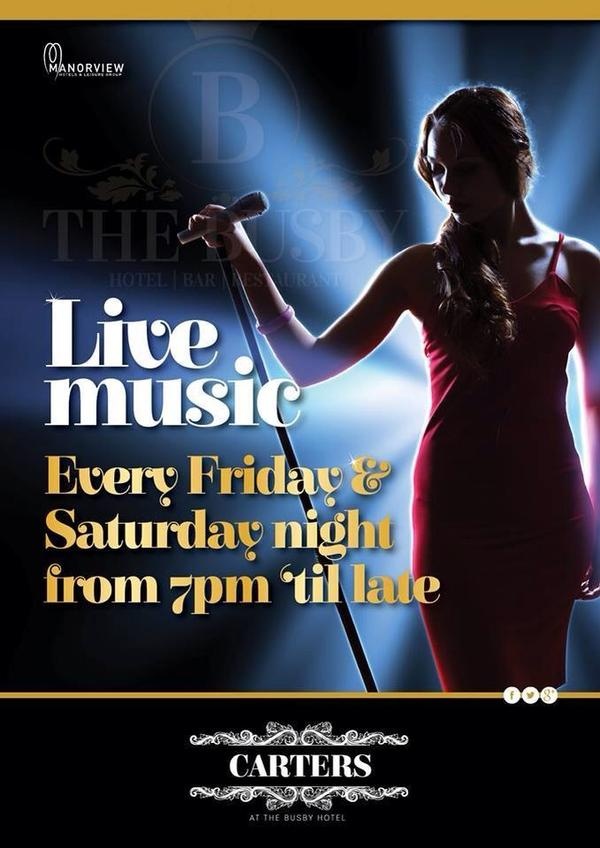 MANORVIEW
HOTELS & LEISURE GROUP
B
THE BUSBY
HOTEL | BAR | RESTAURANT
Live
music
Every Friday &
Saturday night
from 7pm 'til late
f g+
CARTERS
AT THE BUSBY HOTEL